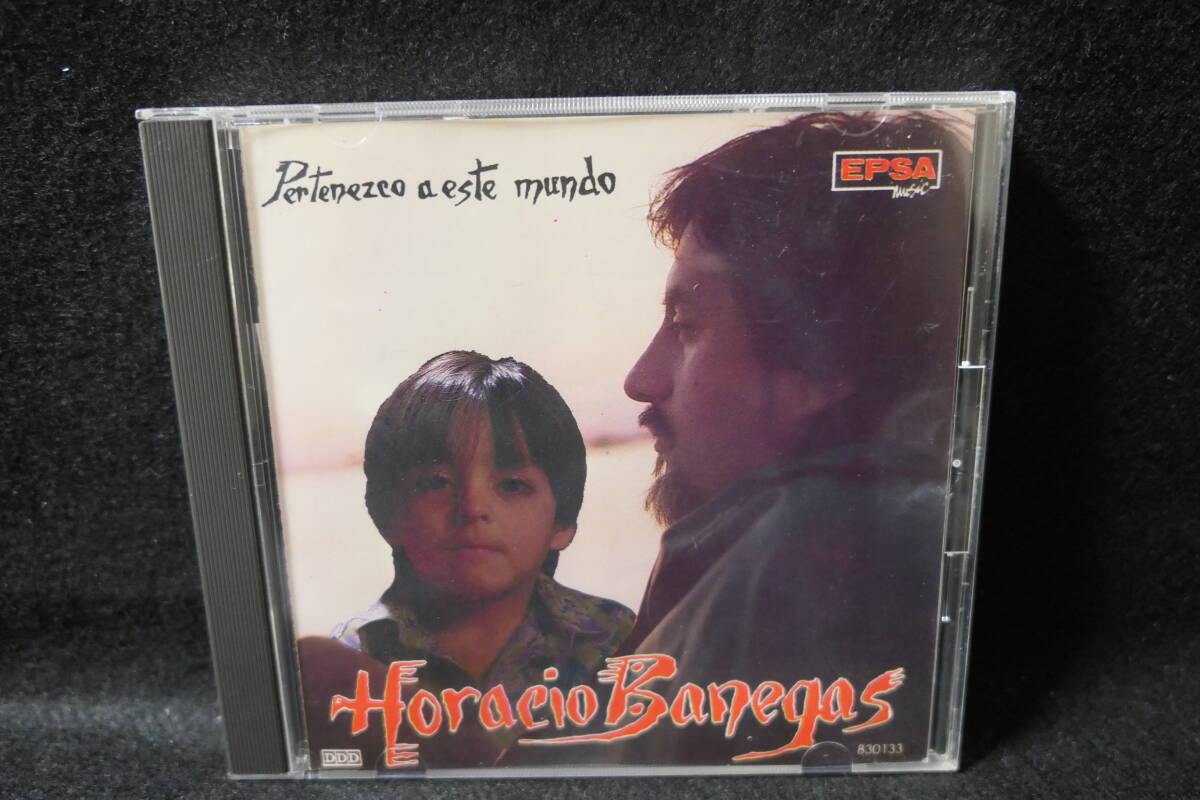 Pertenezco a este mundo
EPSA
music
Horacio Banegas
DDD
830133